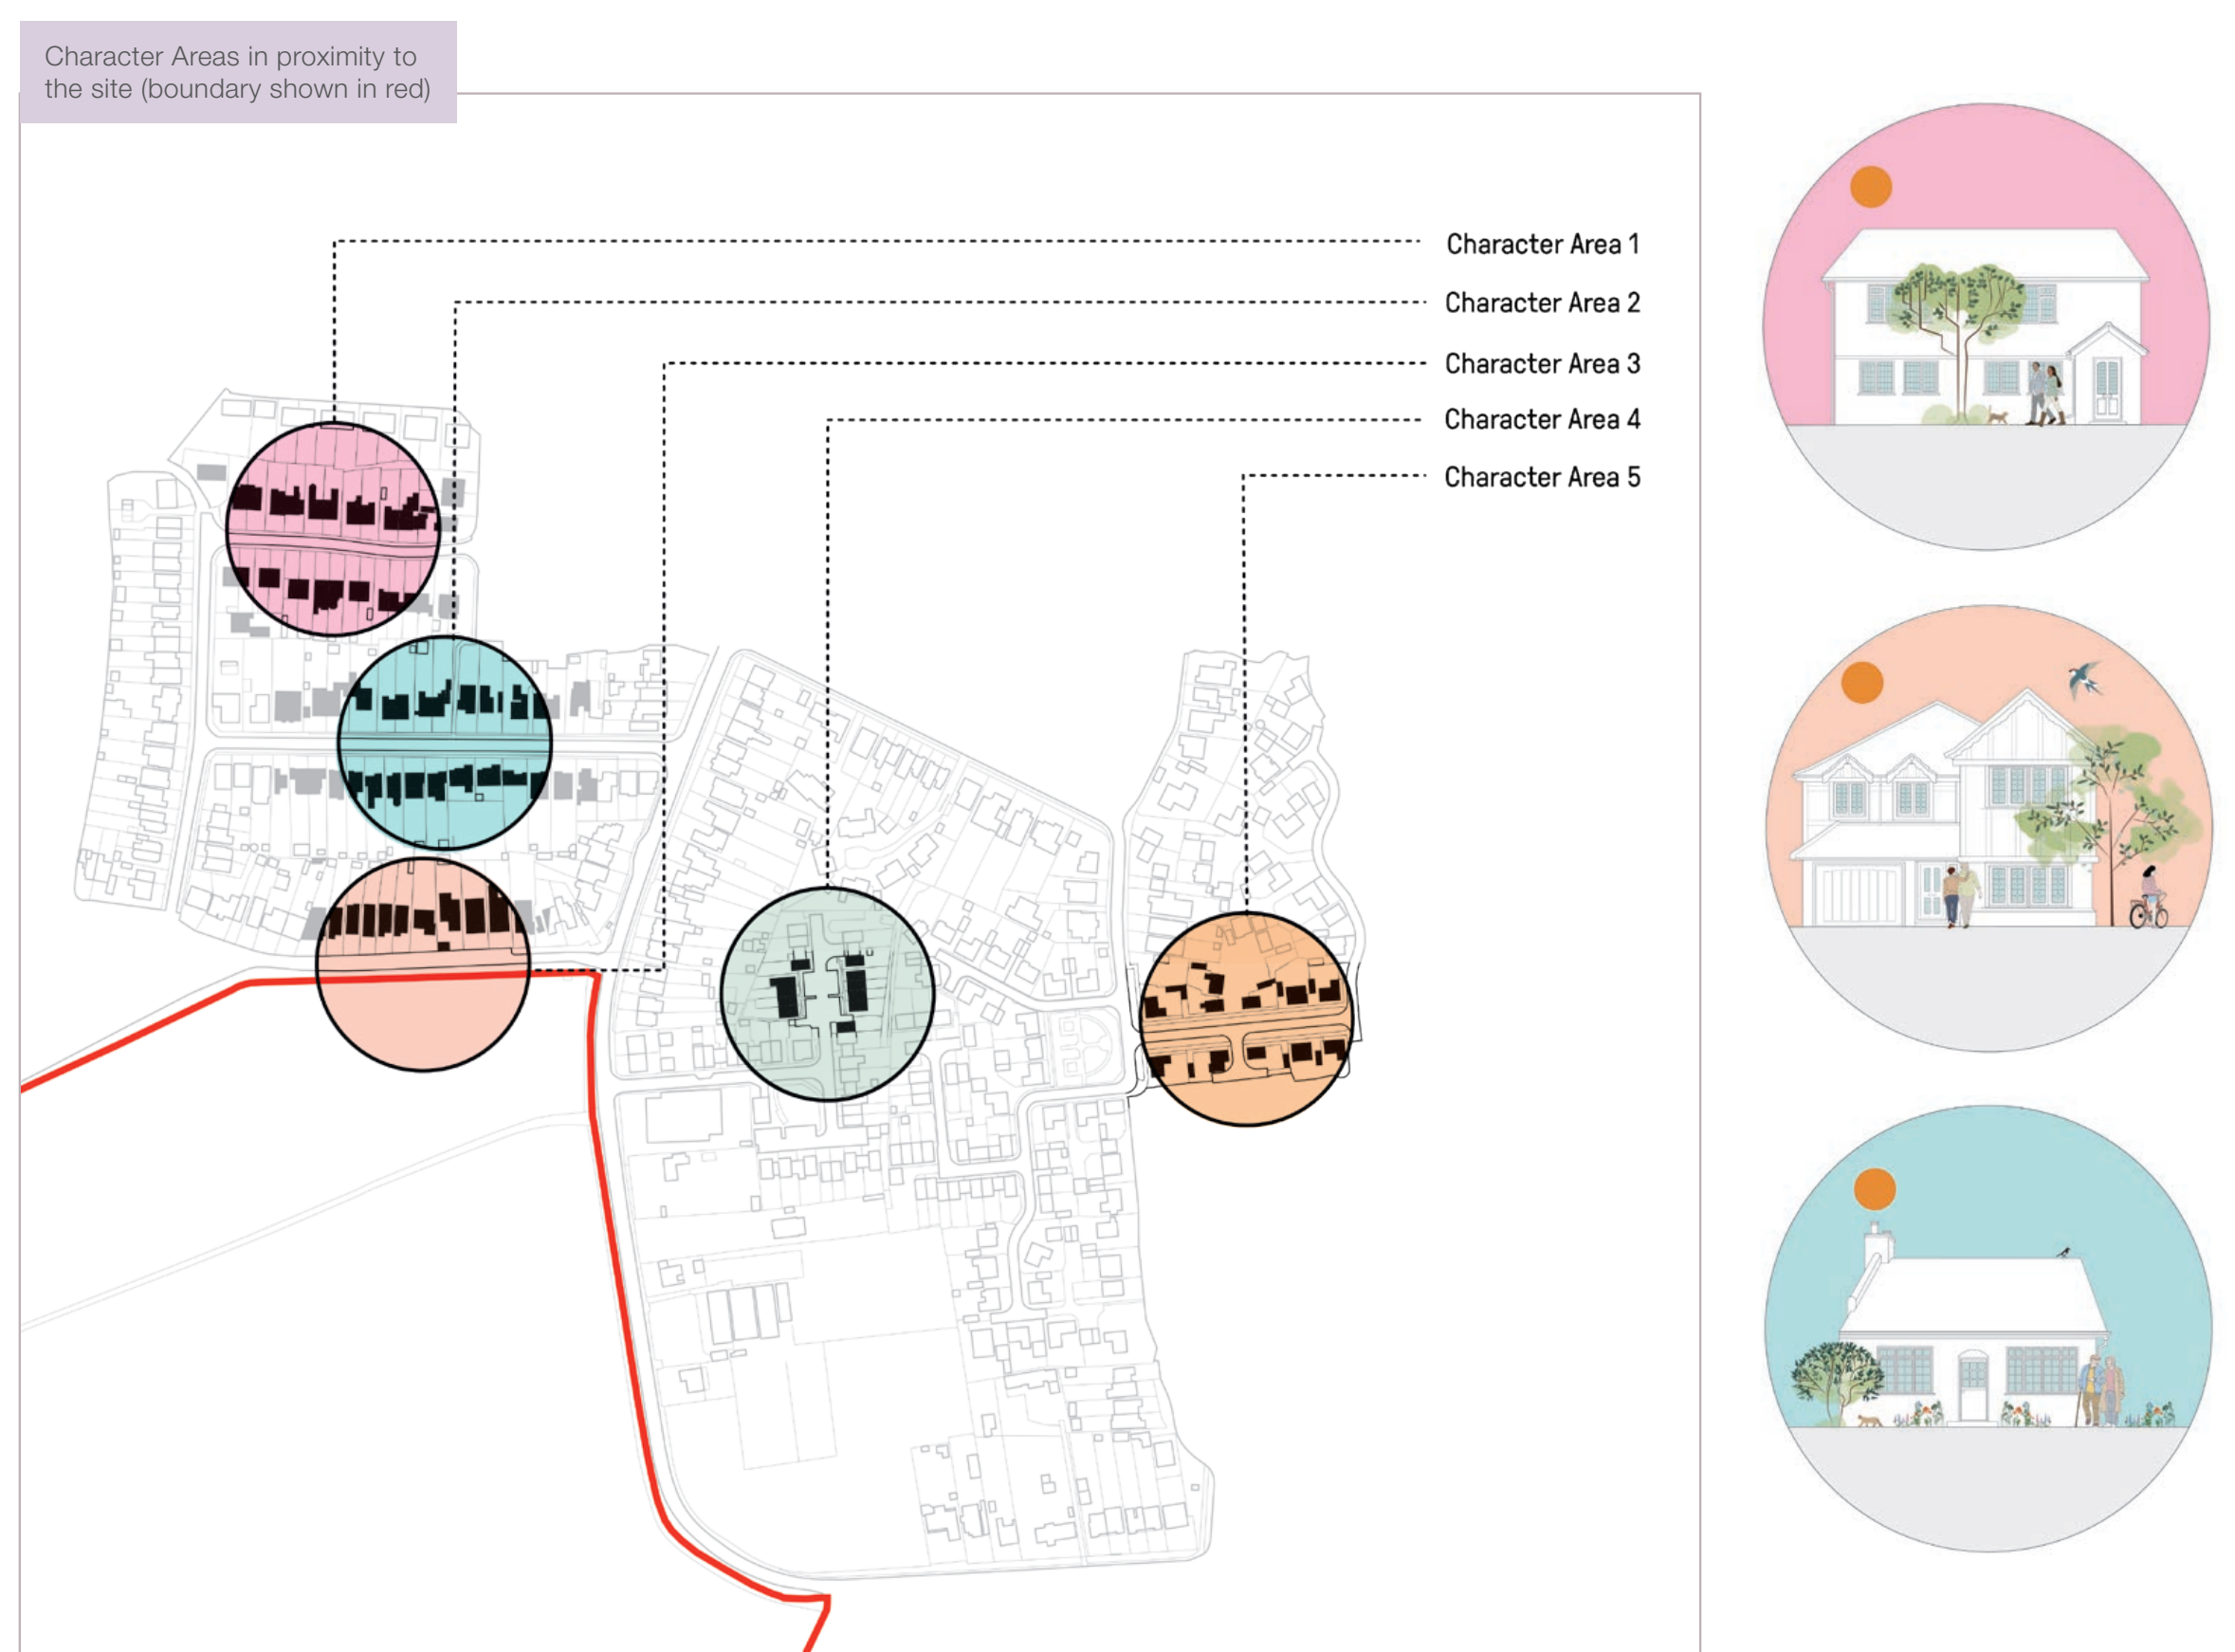 Character Areas in proximity to
the site (boundary shown in red)
Character Area 1
Character Area 2
Character Area 3
Character Area 4
Character Area 5